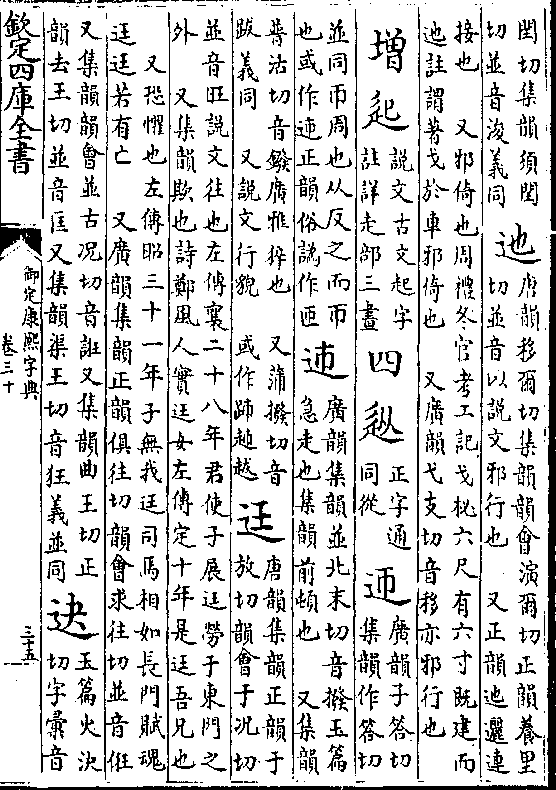 閏切集韻須閏
切並音浚義同
迆
唐韻移爾切集韻韻會演爾切正韻養里
切並音以說文邪行也　又正韻迆邐連
接也　又邪倚也周禮冬官考工記戈柲六尺有六寸既建而
迆註謂著戈於車邪倚也　又廣韻弋支切音移亦邪行也
增
𨑔
說文古文起字
註詳走部三畫
四
𨑢
正字通
同從
迊
廣韻子答切
集韻作答切
並同帀周也从反之而帀
也或作迊正韻俗譌作匝
𨒅
廣韻集韻並北末切音撥玉篇
急走也集韻前頓也　又集韻
普活切音鏺廣雅猝也　又蒲撥切音
跋義同　又說文行貌　或作䟛越越
迋
唐韻集韻正韻于
放切韻會于况切
並音旺說文往也左傳襄二十八年君使子展迋勞于東門之
外　又集韻欺也詩鄭風人實迋女左傳定十年是迋吾兄也
又恐懼也左傳昭三十一年子無我迋司馬相如長門賦魂
迋迋若有亡　又廣韻集韻正韻俱往切韻會求往切並音俇
又集韻韻會並古况切音誑又集韻曲王切正
韻去王切並音匡又集韻渠王切音狂義並同
迏
玉篇火決
切字彙音
欽定四庫全書
御定康熙字典
卷三十
三十五